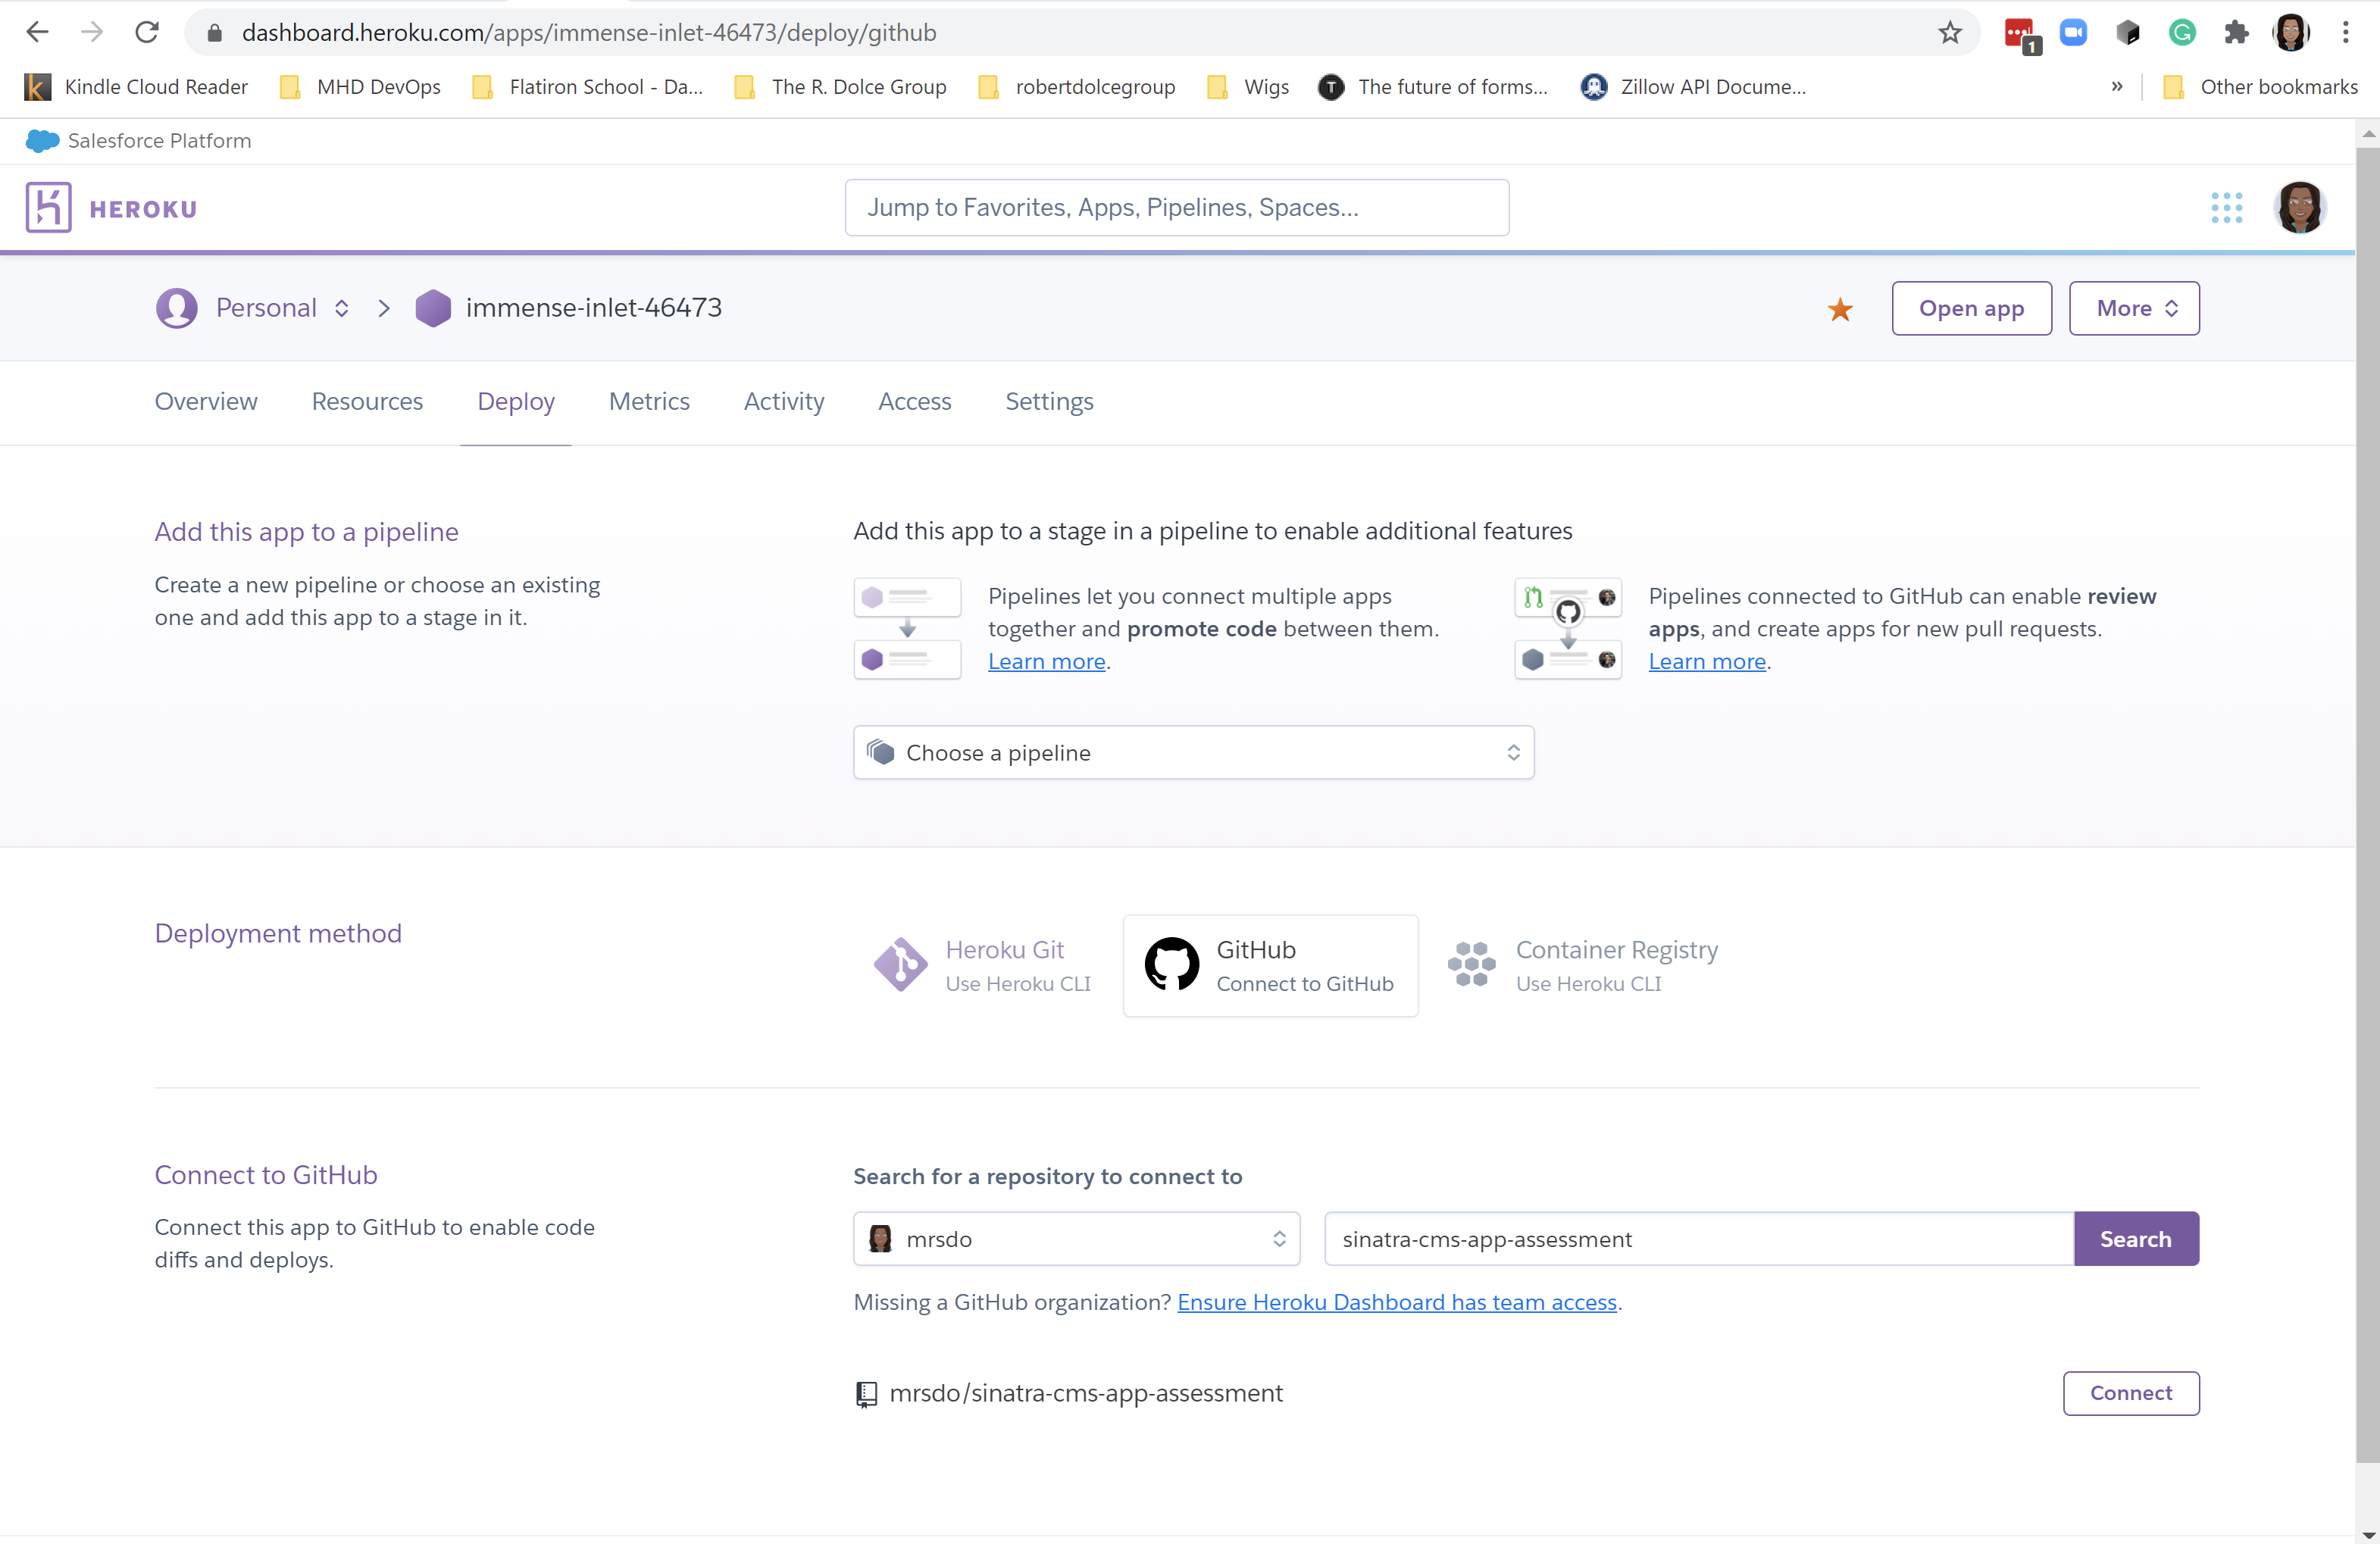 dashboard.heroku.com/apps/immense-inlet-46473/deploy/github
1
Kindle Cloud Reader MHD DevOps Flatiron School - Da... The R. Dolce Group robertdolcegroup Wigs The future of forms... Zillow API Docume... » Other bookmarks
Salesforce Platform
HEROKU
Jump to Favorites, Apps, Pipelines, Spaces...
Personal > immense-inlet-46473
Open app More
Overview Resources Deploy Metrics Activity Access Settings
Add this app to a pipeline
Create a new pipeline or choose an existing
one and add this app to a stage in it.
Add this app to a stage in a pipeline to enable additional features
Pipelines let you connect multiple apps
together and promote code between them.
Learn more.
Pipelines connected to GitHub can enable review
apps, and create apps for new pull requests.
Learn more.
Choose a pipeline
Deployment method
Heroku Git
Use Heroku CLI
GitHub
Connect to GitHub
Container Registry
Use Heroku CLI
Connect to GitHub
Connect this app to GitHub to enable code
diffs and deploys.
Search for a repository to connect to
mrsdo sinatra-cms-app-assessment Search
Missing a GitHub organization? Ensure Heroku Dashboard has team access.
mrsdo/sinatra-cms-app-assessment Connect